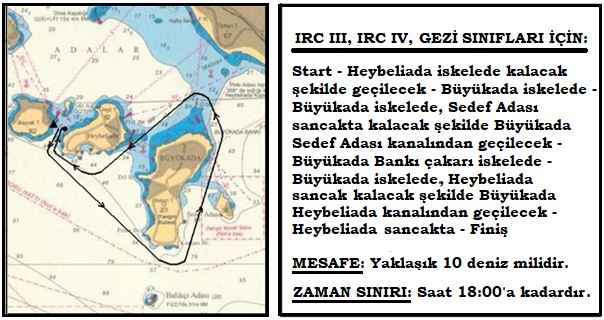 ADALAR
Heybeliada
BÜYÜKADA
BÜYÜKADA BANKI
Balıkçı Adası (28)
IRC III, IRC IV, GEZİ SINIFLARI İÇİN:
Start - Heybeliada iskelede kalacak
şekilde geçilecek - Büyükada iskelede -
Büyükada iskelede, Sedef Adası
sancakta kalacak şekilde Büyükada
Sedef Adası kanalından geçilecek -
Büyükada Bankı çakarı iskelede -
Büyükada iskelede, Heybeliada
sancak kalacak şekilde Büyükada
Heybeliada kanalından geçilecek -
Heybeliada sancakta - Finiş
MESAFE: Yaklaşık 10 deniz milidir.
ZAMAN SINIRI: Saat 18:00'a kadardır.